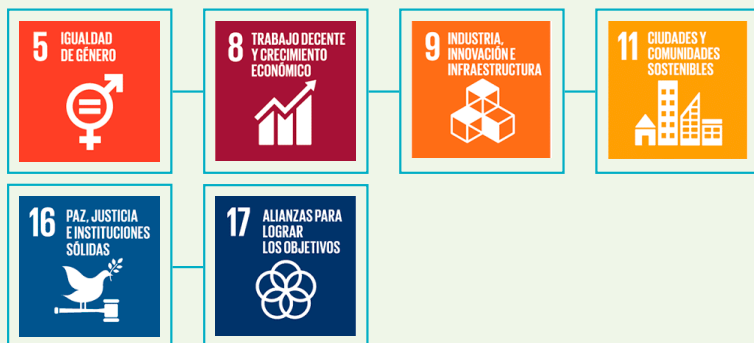 5 IGUALDAD
DE GÉNERO
8 TRABAJO DECENTE
Y CRECIMIENTO
ECONÓMICO
9 INDUSTRIA,
INNOVACIÓN E
INFRAESTRUCTURA
11 CIUDADES Y
COMUNIDADES
SOSTENIBLES
16 PAZ, JUSTICIA
E INSTITUCIONES
SÓLIDAS
17 ALIANZAS PARA
LOGRAR
LOS OBJETIVOS